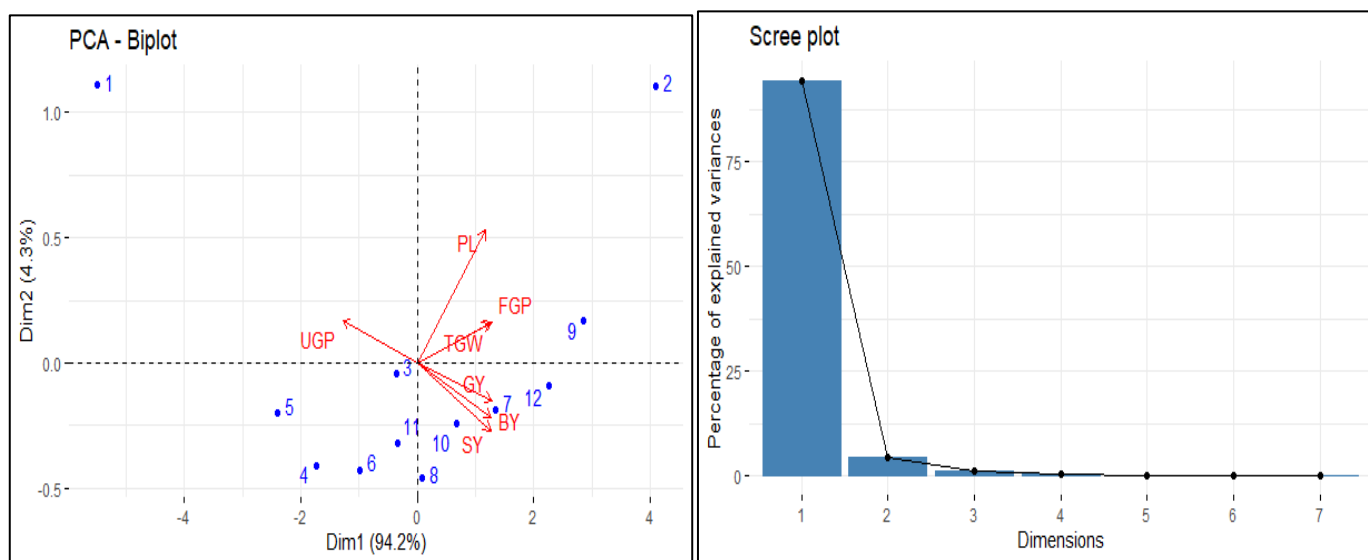 PCA - Biplot
1
2
1.0
0.5
0.0
-0.5
Dim2 (4.3%)
PL
FGP
UGP
TGW
9
3
GY
12
5
7
BY
11
10
SY
4
6
8
-4
-2
0
2
4
Dim1 (94.2%)
Scree plot
Percentage of explained variances
75
50
25
0
1
2
3
4
5
6
7
Dimensions